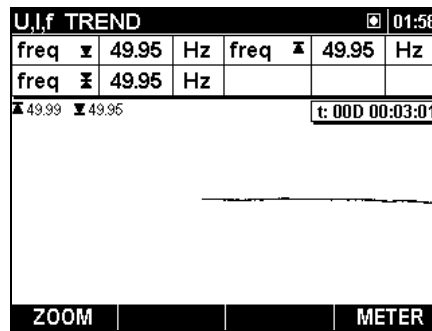 U,I,f TREND 01:58
freq 49.95 Hz freq 49.95 Hz
freq 49.95 Hz
49.99 49.95 t: 00D 00:03:01
ZOOM METER